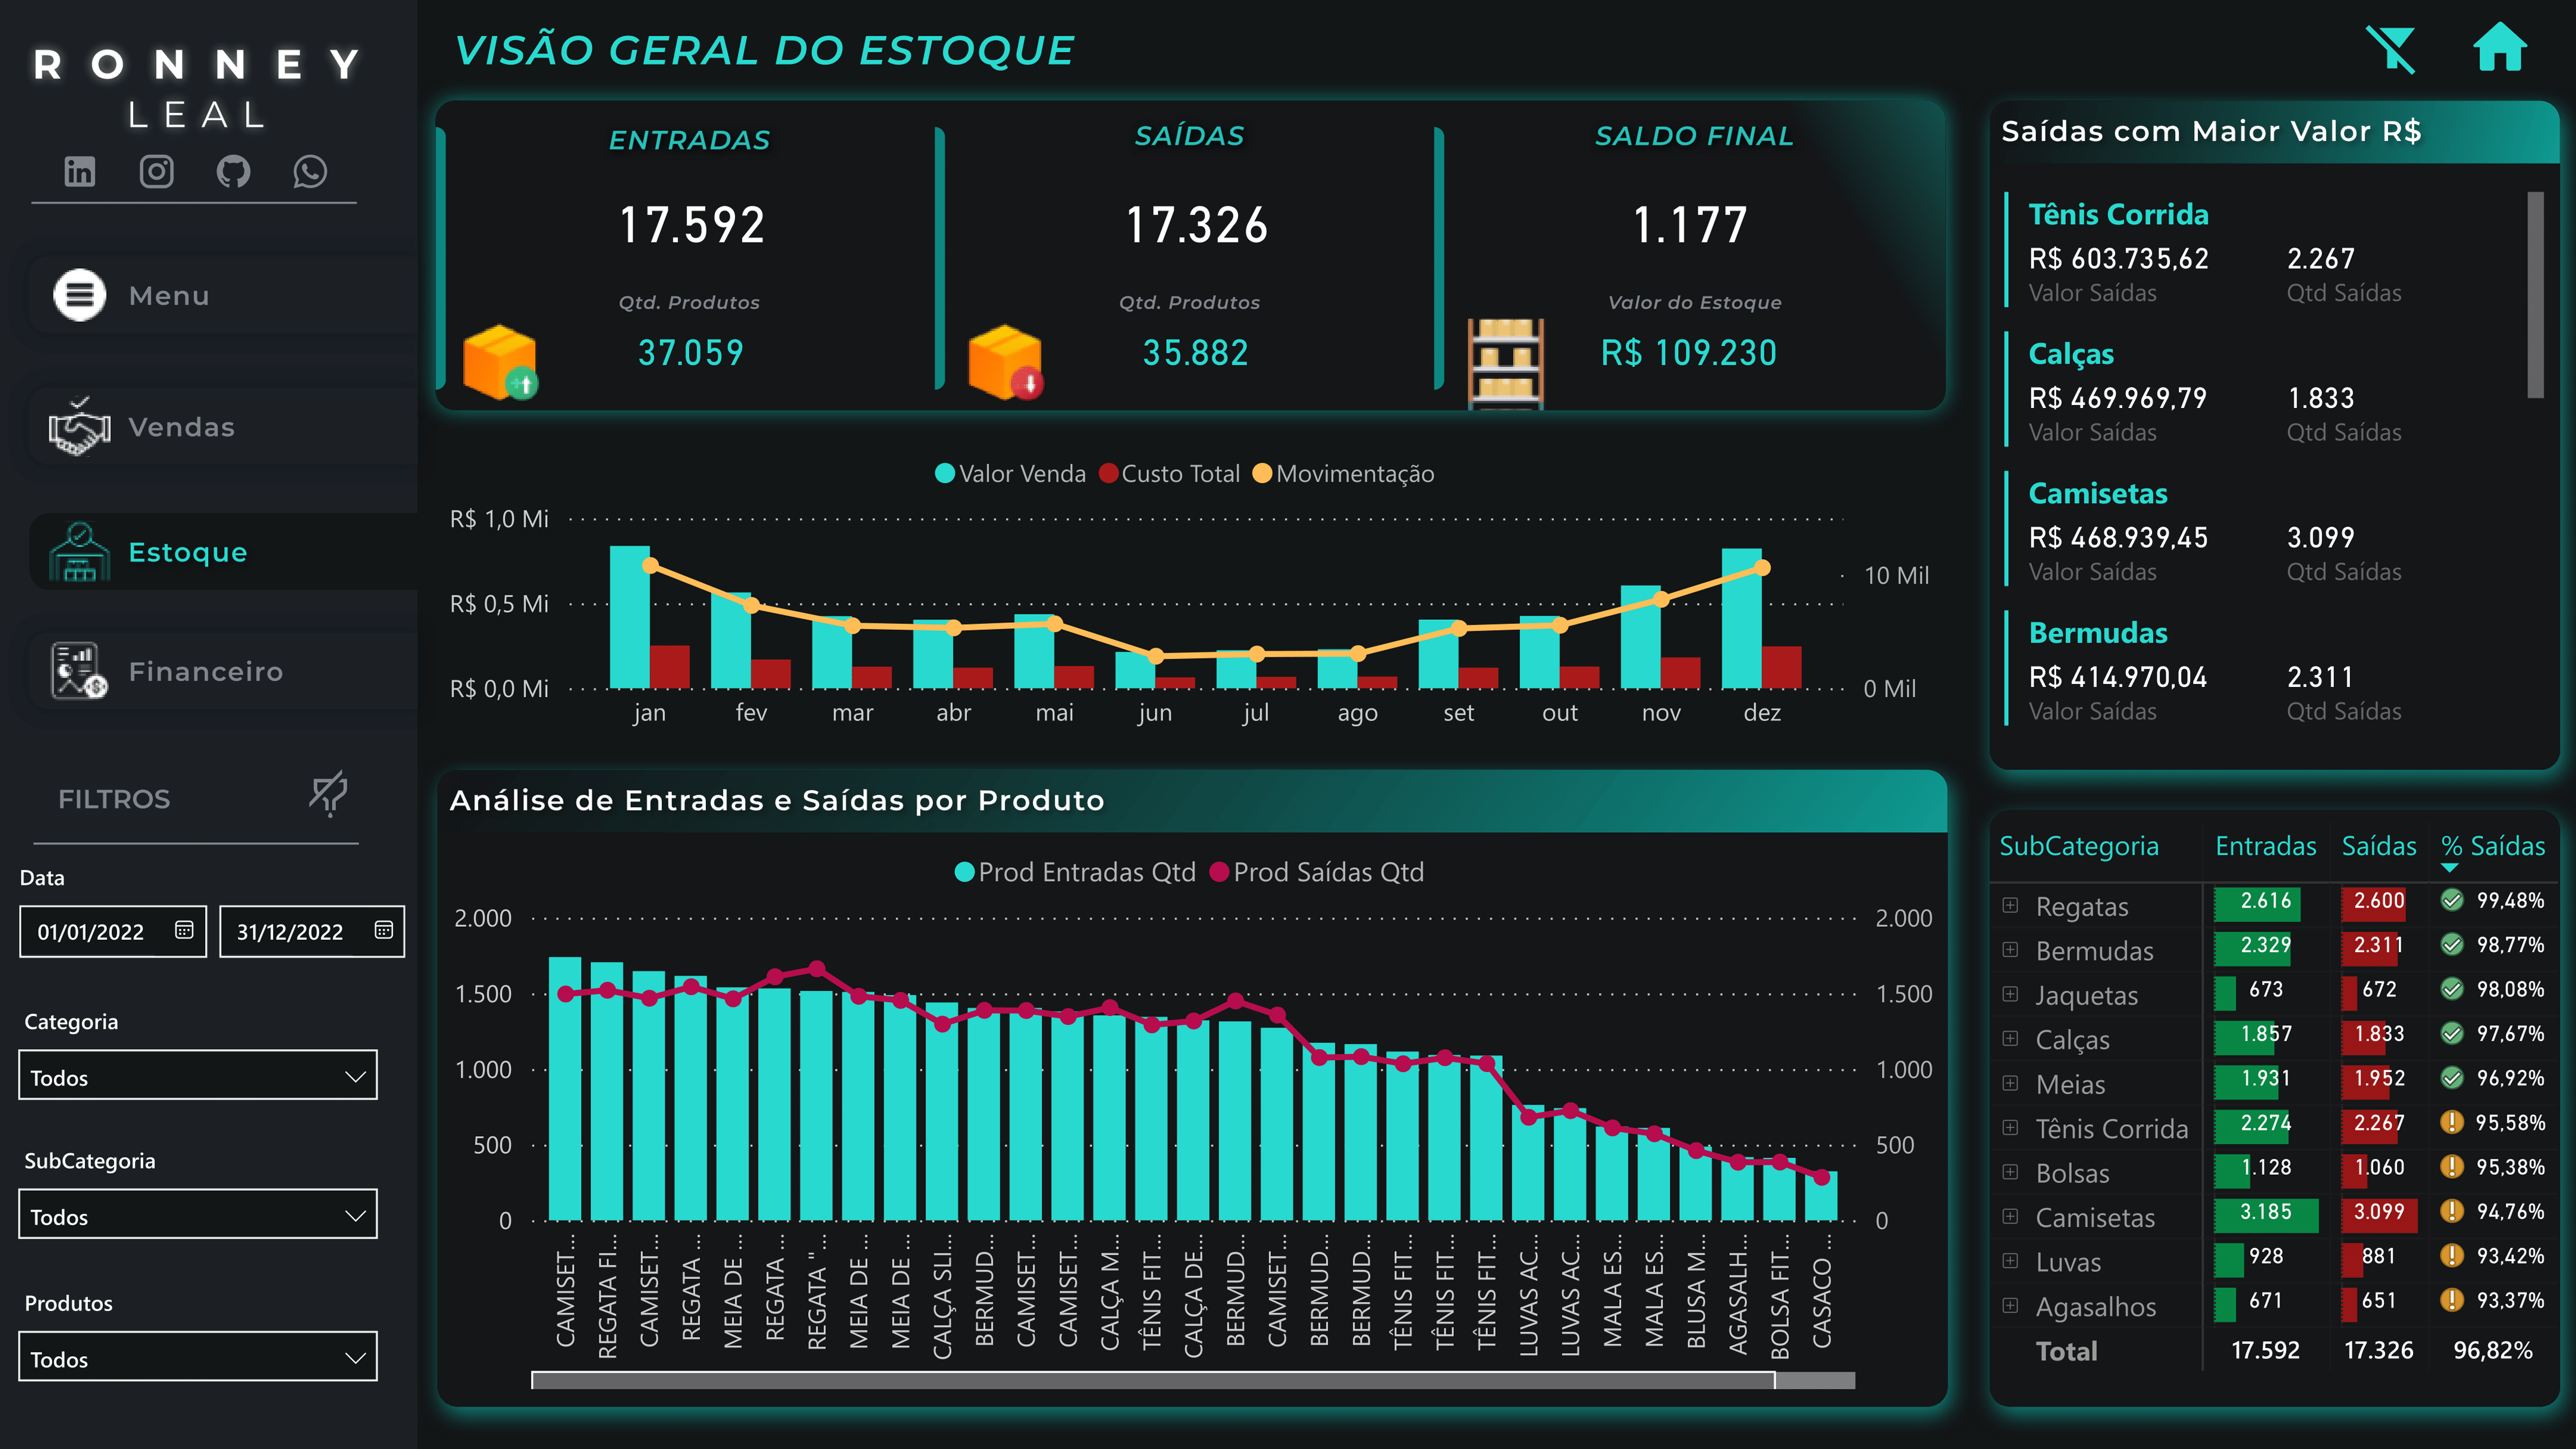 RONNEY
LEAL
Menu
Vendas
Estoque
Financeiro
FILTROS
Data
01/01/2022 31/12/2022
Categoria
Todos
SubCategoria
Todos
Produtos
Todos
VISÃO GERAL DO ESTOQUE
ENTRADAS
17.592
Qtd. Produtos
37.059
SAÍDAS
17.326
Qtd. Produtos
35.882
SALDO FINAL
1.177
Valor do Estoque
R$ 109.230
Valor Venda Custo Total Movimentação
R$ 1,0 Mi
R$ 0,5 Mi
R$ 0,0 Mi
10 Mil
0 Mil
jan fev mar abr mai jun jul ago set out nov dez
Análise de Entradas e Saídas por Produto
Prod Entradas Qtd Prod Saídas Qtd
2.000
1.500
1.000
500
0
2.000
1.500
1.000
500
0
CAMISET...
REGATA FI...
CAMISET...
REGATA ...
MEIA DE ...
REGATA ...
REGATA "...
MEIA DE ...
MEIA DE ...
CALÇA SLI...
BERMUD...
CAMISET...
CAMISET...
CALÇA M...
TÊNIS FIT...
CALÇA DE...
BERMUD...
CAMISET...
BERMUD...
BERMUD...
TÊNIS FIT...
TÊNIS FIT...
TÊNIS FIT...
LUVAS AC...
LUVAS AC...
MALA ES...
MALA ES...
BLUSA M...
AGASALH...
BOLSA FIT...
CASACO ...
Saídas com Maior Valor R$
Tênis Corrida
R$ 603.735,62 2.267
Valor Saídas Qtd Saídas
Calças
R$ 469.969,79 1.833
Valor Saídas Qtd Saídas
Camisetas
R$ 468.939,45 3.099
Valor Saídas Qtd Saídas
Bermudas
R$ 414.970,04 2.311
Valor Saídas Qtd Saídas
SubCategoria Entradas Saídas % Saídas
Regatas 2.616 2.600 99,48%
Bermudas 2.329 2.311 98,77%
Jaquetas 673 672 98,08%
Calças 1.857 1.833 97,67%
Meias 1.931 1.952 96,92%
Tênis Corrida 2.274 2.267 95,58%
Bolsas 1.128 1.060 95,38%
Camisetas 3.185 3.099 94,76%
Luvas 928 881 93,42%
Agasalhos 671 651 93,37%
Total 17.592 17.326 96,82%